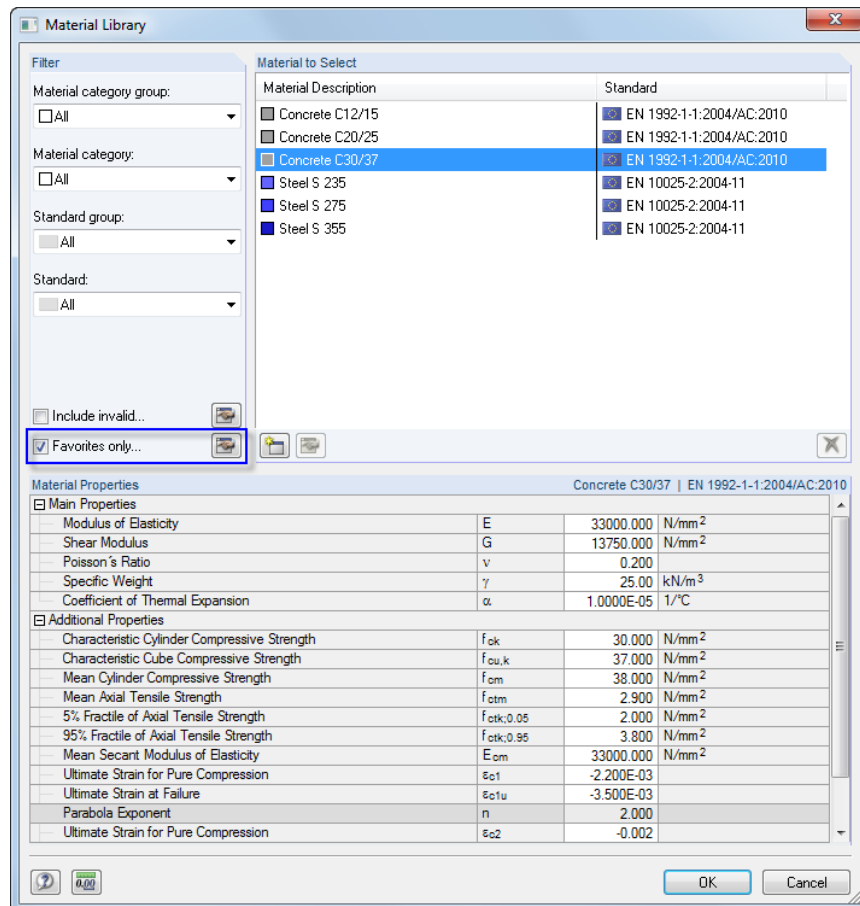 Material Library
Filter
Material category group:
All
Material category:
All
Standard group:
All
Standard:
All
Include invalid...
Favorites only...
Material to Select
Material Description Standard
Concrete C12/15 EN 1992-1-1:2004/AC:2010
Concrete C20/25 EN 1992-1-1:2004/AC:2010
Concrete C30/37 EN 1992-1-1:2004/AC:2010
Steel S 235 EN 10025-2:2004-11
Steel S 275 EN 10025-2:2004-11
Steel S 355 EN 10025-2:2004-11
Material Properties Concrete C30/37 | EN 1992-1-1:2004/AC:2010
Main Properties
Modulus of Elasticity E 33000.000 N/mm²
Shear Modulus G 13750.000 N/mm²
Poisson´s Ratio ν 0.200
Specific Weight γ 25.00 kN/m³
Coefficient of Thermal Expansion α 1.0000E-05 1/°C
Additional Properties
Characteristic Cylinder Compressive Strength fck 30.000 N/mm²
Characteristic Cube Compressive Strength fcu,k 37.000 N/mm²
Mean Cylinder Compressive Strength fcm 38.000 N/mm²
Mean Axial Tensile Strength fctm 2.900 N/mm²
5% Fractile of Axial Tensile Strength fctk;0.05 2.000 N/mm²
95% Fractile of Axial Tensile Strength fctk;0.95 3.800 N/mm²
Mean Secant Modulus of Elasticity Ecm 33000.000 N/mm²
Ultimate Strain for Pure Compression εc1 -2.200E-03
Ultimate Strain at Failure εc1u -3.500E-03
Parabola Exponent n 2.000
Ultimate Strain for Pure Compression εc2 -0.002
0.00
OK Cancel